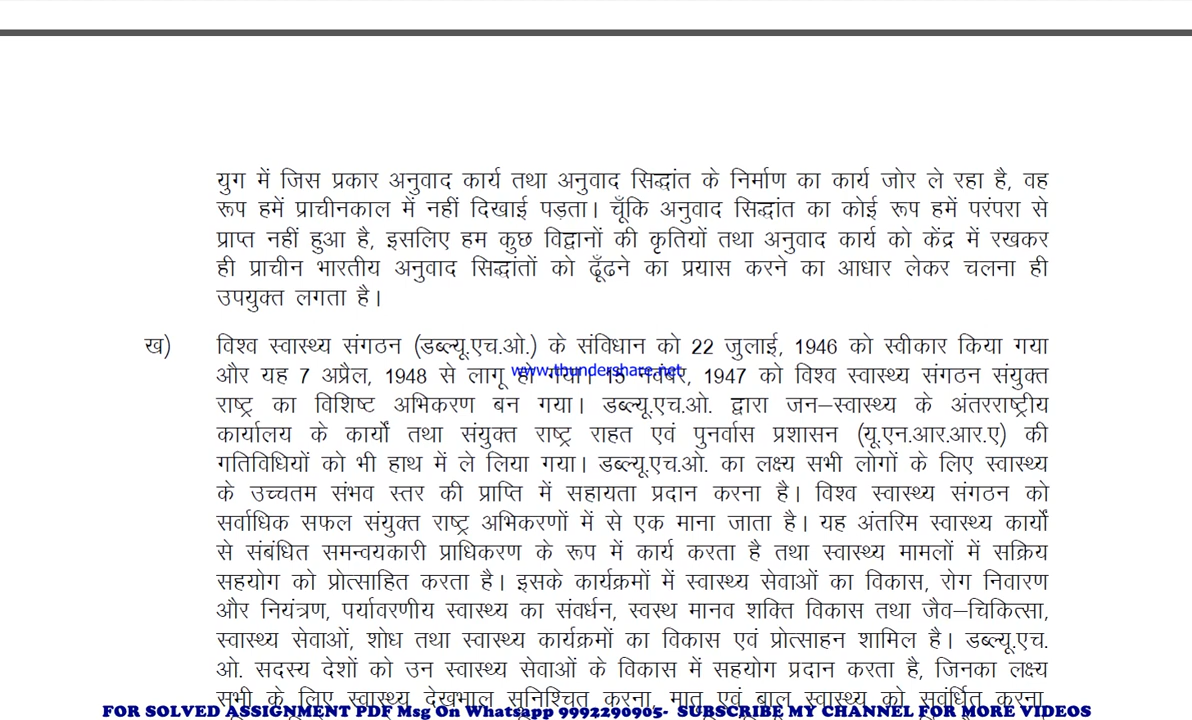 युग में जिस प्रकार अनुवाद कार्य तथा अनुवाद सिद्धांत के निर्माण का कार्य जोर ले रहा है, वह
रूप हमें प्राचीनकाल में नहीं दिखाई पड़ता। चूँकि अनुवाद सिद्धांत का कोई रूप हमें परंपरा से
प्राप्त नहीं हुआ है, इसलिए हम कुछ विद्वानों की कृतियों तथा अनुवाद कार्य को केंद्र में रखकर
ही प्राचीन भारतीय अनुवाद सिद्धांतों को ढूँढने का प्रयास करने का आधार लेकर चलना ही
उपयुक्त लगता है।
ख) विश्व स्वास्थ्य संगठन (डब्ल्यू.एच.ओ.) के संविधान को 22 जुलाई, 1946 को स्वीकार किया गया
और यह 7 अप्रैल, 1948 से लागू हो गया। 15 नवंबर, 1947 को विश्व स्वास्थ्य संगठन संयुक्त
www.thundershare.net
राष्ट्र का विशिष्ट अभिकरण बन गया। डब्ल्यू.एच.ओ. द्वारा जन–स्वास्थ्य के अंतरराष्ट्रीय
कार्यालय के कार्यों तथा संयुक्त राष्ट्र राहत एवं पुनर्वास प्रशासन (यू.एन.आर.आर.ए) की
गतिविधियों को भी हाथ में ले लिया गया। डब्ल्यू.एच.ओ. का लक्ष्य सभी लोगों के लिए स्वास्थ्य
के उच्चतम संभव स्तर की प्राप्ति में सहायता प्रदान करना है। विश्व स्वास्थ्य संगठन को
सर्वाधिक सफल संयुक्त राष्ट्र अभिकरणों में से एक माना जाता है। यह अंतरिम स्वास्थ्य कार्यों
से संबंधित समन्वयकारी प्राधिकरण के रूप में कार्य करता है तथा स्वास्थ्य मामलों में सक्रिय
सहयोग को प्रोत्साहित करता है। इसके कार्यक्रमों में स्वास्थ्य सेवाओं का विकास, रोग निवारण
और नियंत्रण, पर्यावरणीय स्वास्थ्य का संवर्धन, स्वस्थ मानव शक्ति विकास तथा जैव–चिकित्सा,
स्वास्थ्य सेवाओं, शोध तथा स्वास्थ्य कार्यक्रमों का विकास एवं प्रोत्साहन शामिल है। डब्ल्यू.एच.
ओ. सदस्य देशों को उन स्वास्थ्य सेवाओं के विकास में सहयोग प्रदान करता है, जिनका लक्ष्य
सभी के लिए स्वास्थ्य देखभाल सुनिश्चित करना, मातृ एवं बाल स्वास्थ्य को सुवंर्धित करना,
FOR SOLVED ASSIGNMENT PDF Msg On Whatsapp 9992290905- SUBSCRIBE MY CHANNEL FOR MORE VIDEOS